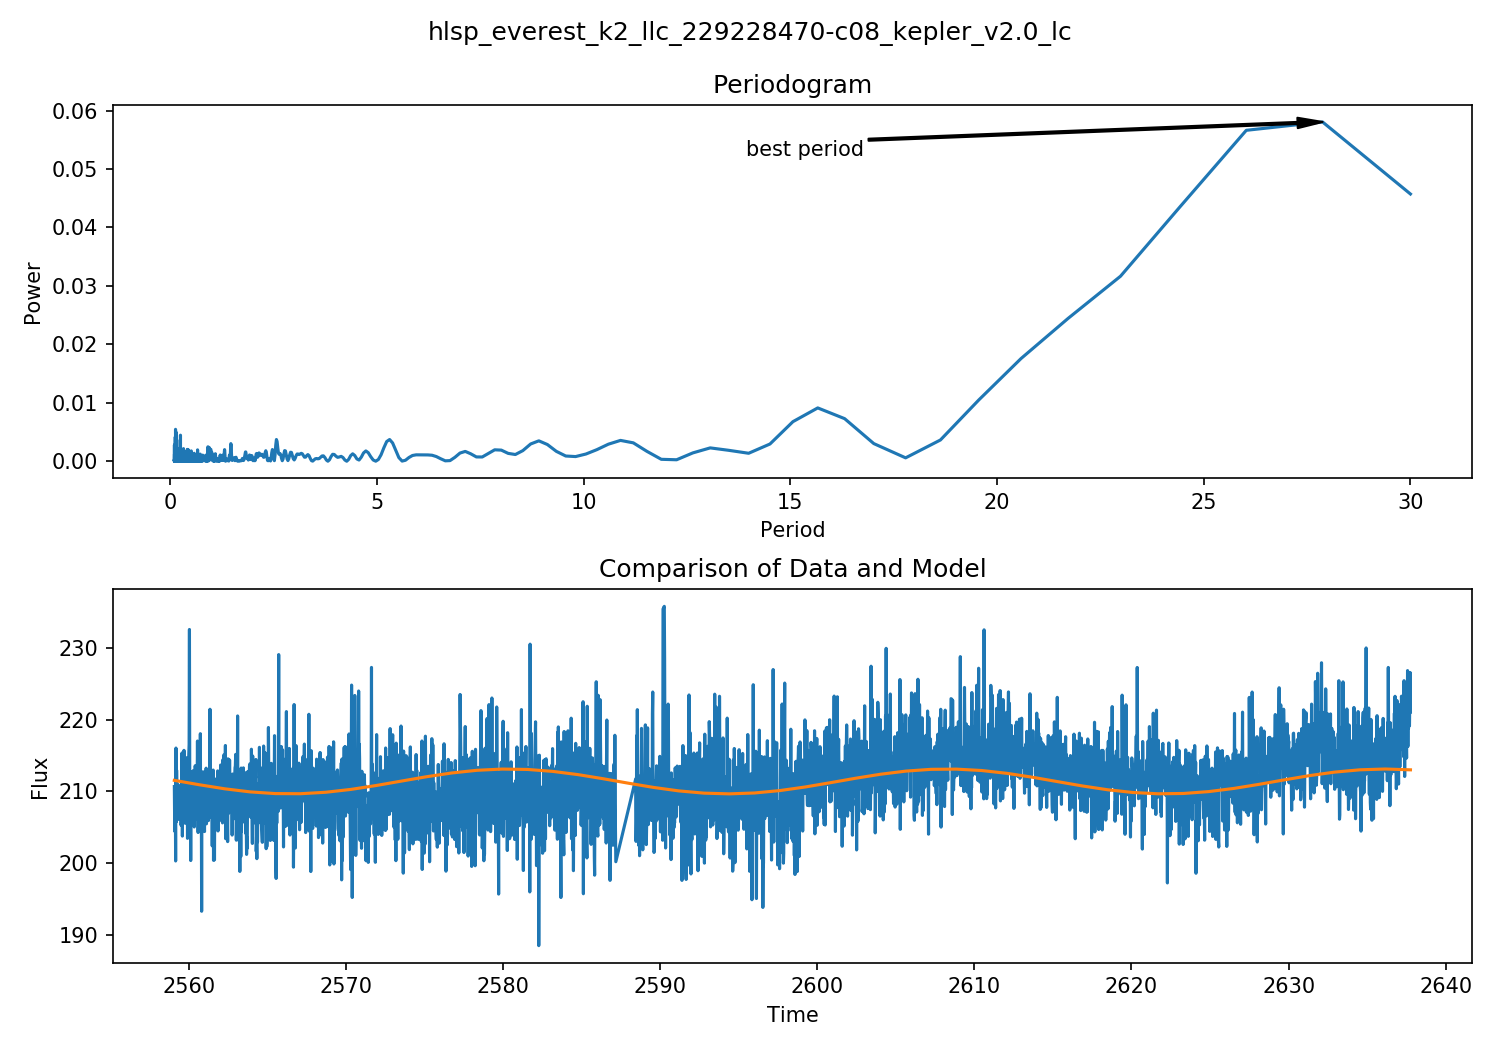 hlsp_everest_k2_llc_229228470-c08_kepler_v2.0_lc
Periodogram
0.06
0.05
0.04
0.03
0.02
0.01
0.00
Power
best period
0 5 10 15 20 25 30
Period
Comparison of Data and Model
230
220
210
200
190
Flux
2560 2570 2580 2590 2600 2610 2620 2630 2640
Time